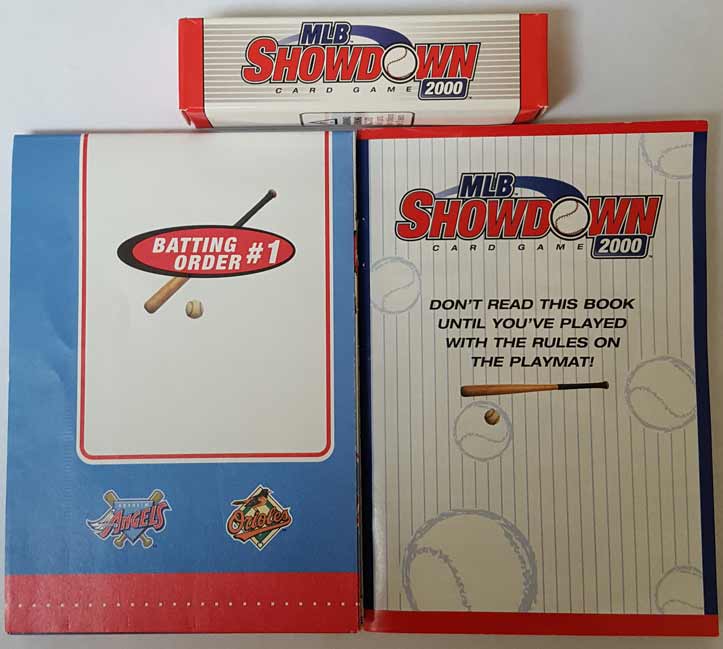 MLB
SHOWDOWN
CARD GAME 2000
BATTING
ORDER #1
ANGELS
Orioles
MLB
SHOWDOWN
CARD GAME 2000
DON'T READ THIS BOOK
UNTIL YOU'VE PLAYED
WITH THE RULES ON
THE PLAYMAT!